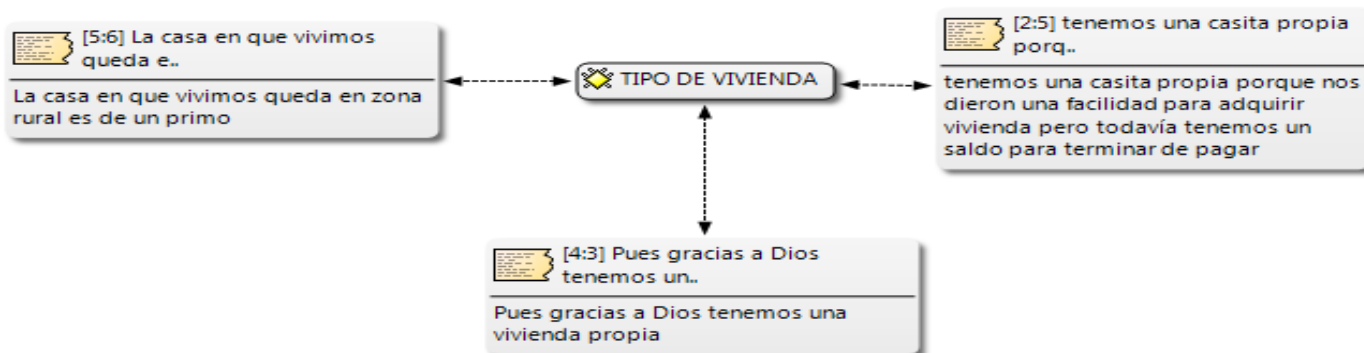 [5:6] La casa en que vivimos
queda e..
La casa en que vivimos queda en zona
rural es de un primo
TIPO DE VIVIENDA
[2:5] tenemos una casita propia
porq..
tenemos una casita propia porque nos
dieron una facilidad para adquirir
vivienda pero todavía tenemos un
saldo para terminar de pagar
[4:3] Pues gracias a Dios
tenemos un..
Pues gracias a Dios tenemos una
vivienda propia